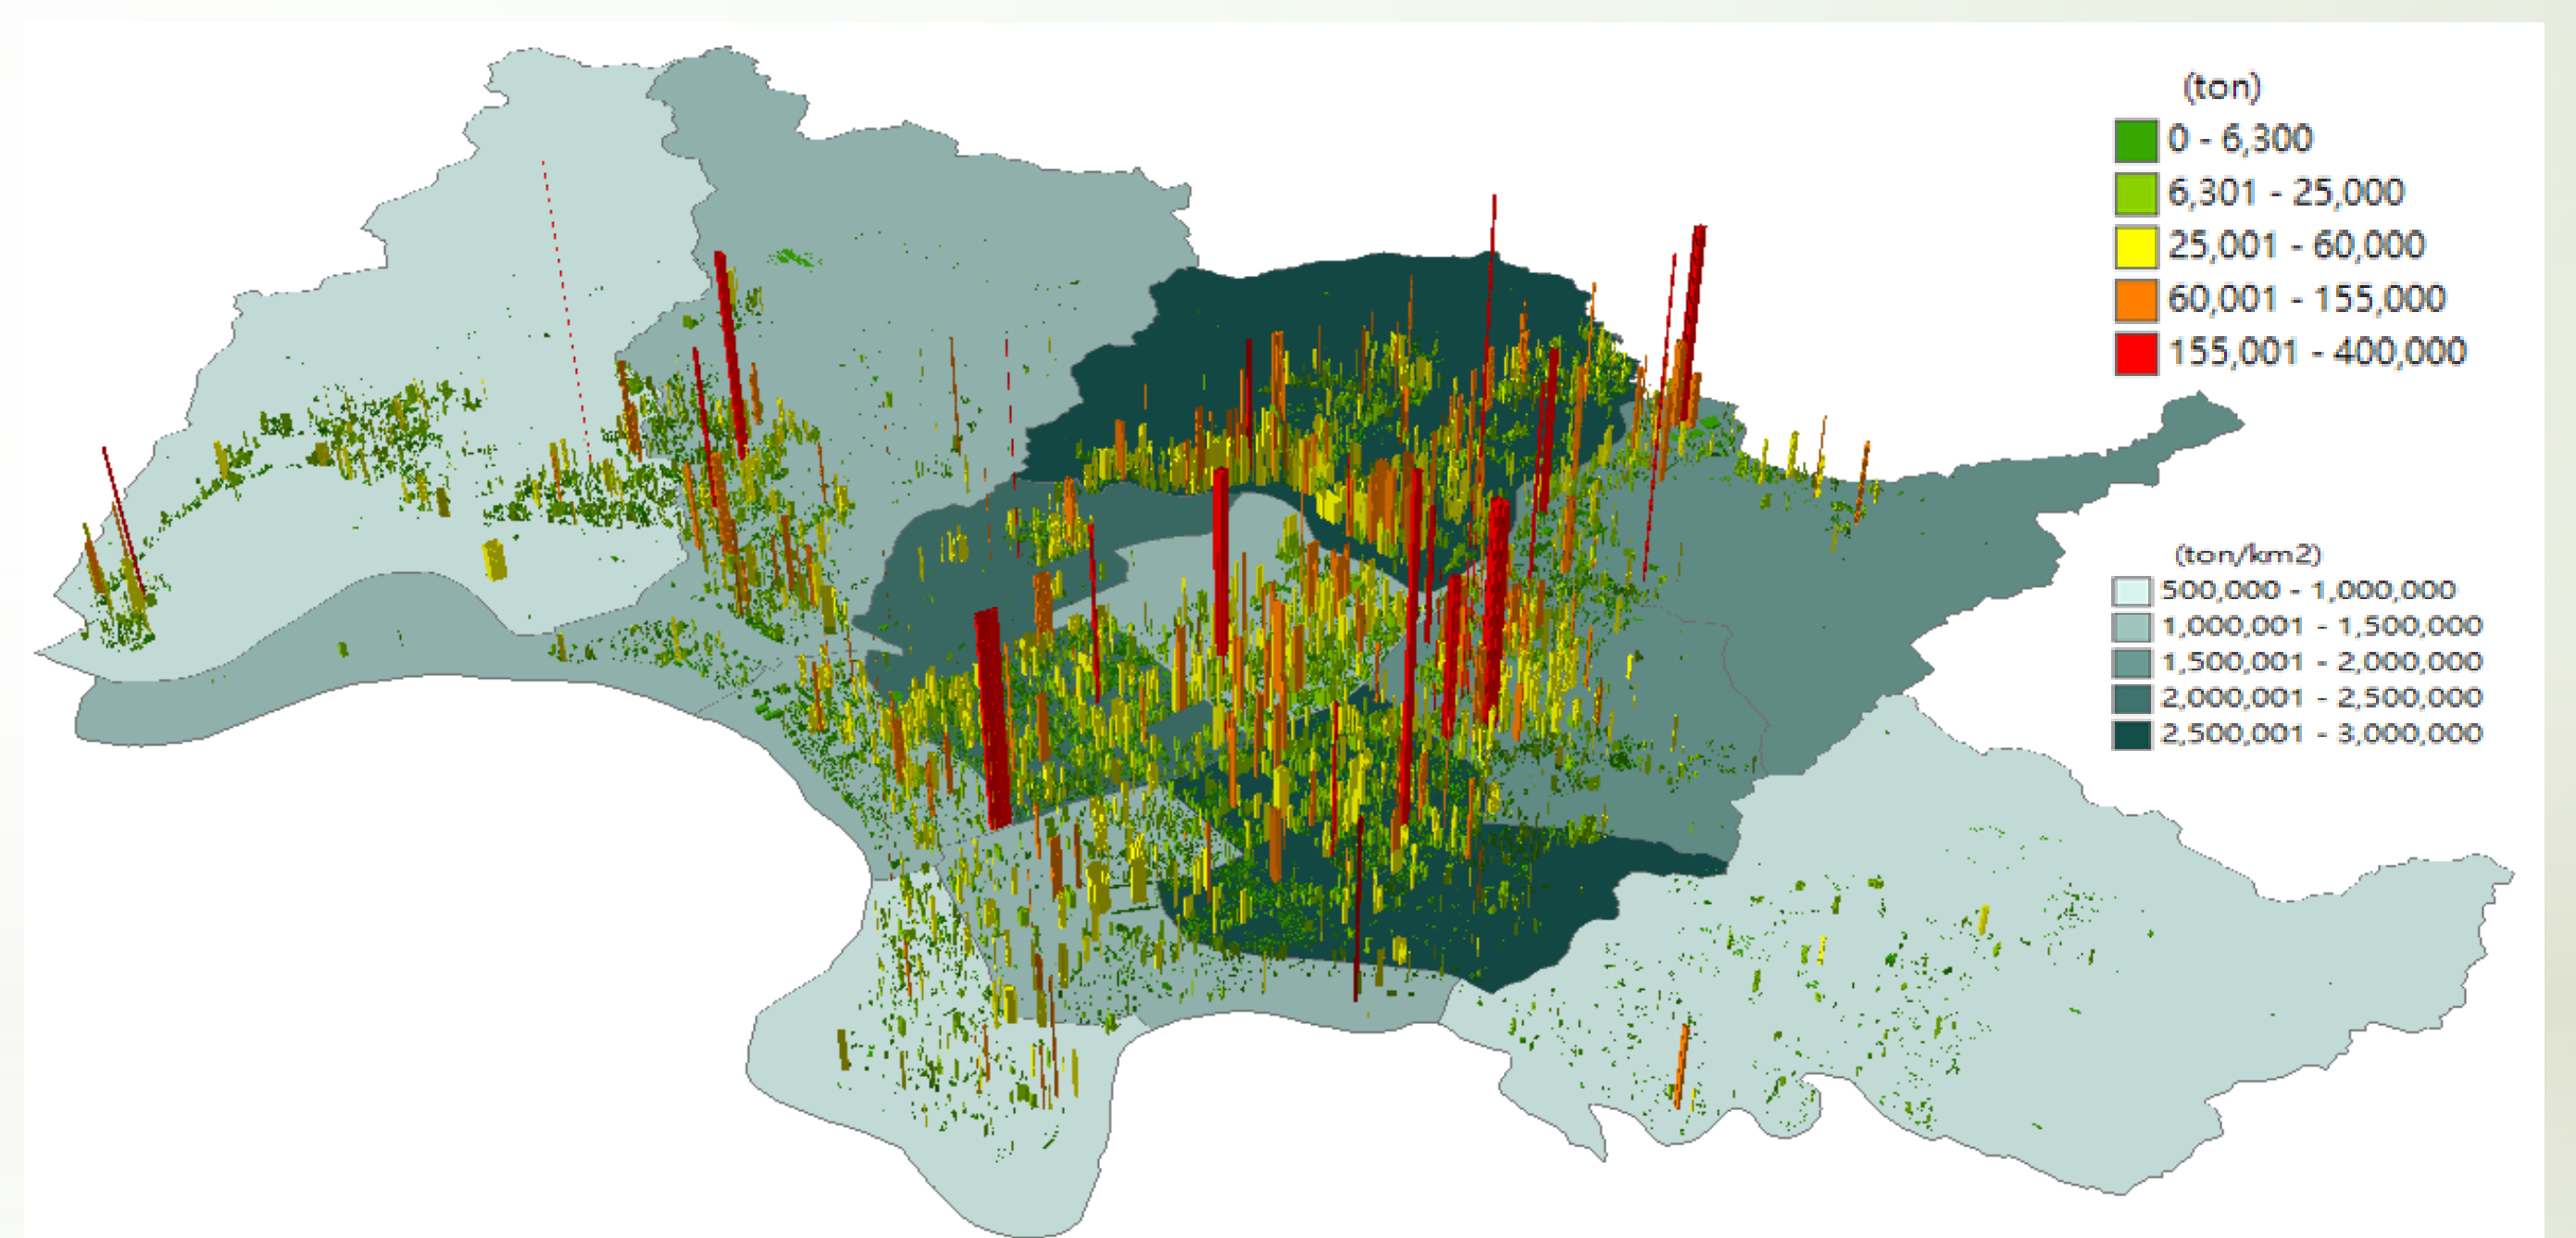 (ton)
0 - 6,300
6,301 - 25,000
25,001 - 60,000
60,001 - 155,000
155,001 - 400,000
(ton/km2)
500,000 - 1,000,000
1,000,001 - 1,500,000
1,500,001 - 2,000,000
2,000,001 - 2,500,000
2,500,001 - 3,000,000